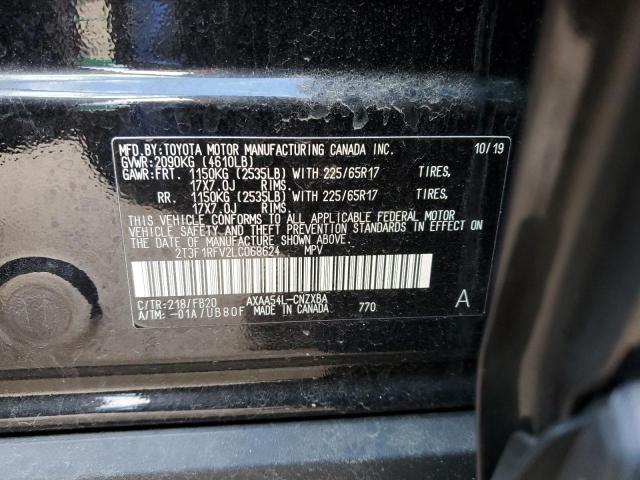 MFD.BY:TOYOTA MOTOR MANUFACTURING CANADA INC. 10/19
GVWR:2090KG (4610LB)
GAWR:FRT. 1150KG (2535LB) WITH 225/65R17 TIRES,
17X7.0J RIMS.
RR. 1150KG (2535LB) WITH 225/65R17 TIRES,
17X7.0J RIMS.
THIS VEHICLE CONFORMS TO ALL APPLICABLE FEDERAL MOTOR
VEHICLE SAFETY STANDARDS IN EFFECT ON THE DATE OF
MANUFACTURE SHOWN ABOVE.
2T3F1RFV2LC068624 MPV
C/TR:218/FB20 AXAA54L-CNZXBA A
A/TM:-01A/UB80F MADE IN CANADA 770